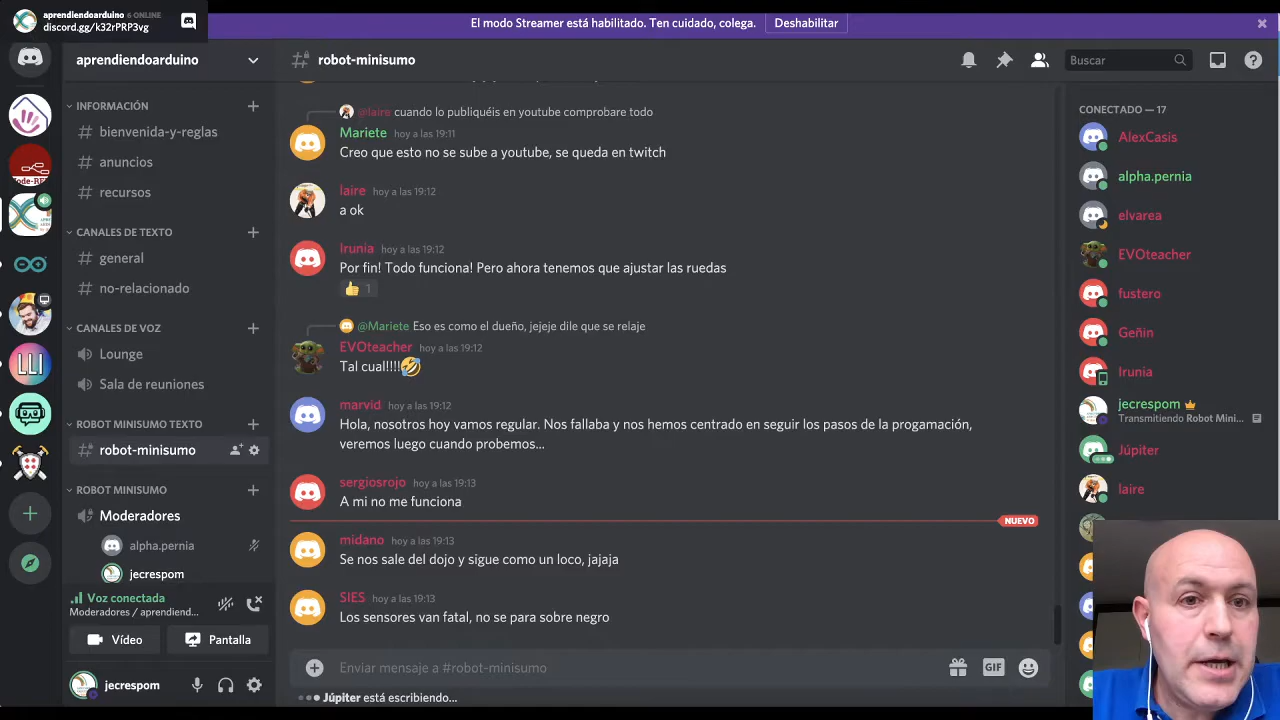 aprendiendoarduino 6 ONLINE
discord.gg/k32rPRP3vg
El modo Streamer está habilitado. Ten cuidado, colega. Deshabilitar
aprendiendoarduino
robot-minisumo
Buscar
INFORMACIÓN
bienvenida-y-reglas
anuncios
recursos
CANALES DE TEXTO
general
no-relacionado
CANALES DE VOZ
Lounge
Sala de reuniones
ROBOT MINISUMO TEXTO
robot-minisumo
ROBOT MINISUMO
Moderadores
alpha.pernia
jecrespom
Voz conectada
Moderadores / aprendiend...
Vídeo
Pantalla
jecrespom
@laire cuando lo publiquéis en youtube comprobare todo
Mariete hoy a las 19:11
Creo que esto no se sube a youtube, se queda en twitch
laire hoy a las 19:12
a ok
Irunia hoy a las 19:12
Por fin! Todo funciona! Pero ahora tenemos que ajustar las ruedas
1
@Mariete Eso es como el dueño, jejeje dile que se relaje
EVOteacher hoy a las 19:12
Tal cual!!!!🤣
marvid hoy a las 19:12
Hola, nosotros hoy vamos regular. Nos fallaba y nos hemos centrado en seguir los pasos de la progamación,
veremos luego cuando probemos...
sergiosrojo hoy a las 19:13
A mi no me funciona
NUEVO
midano hoy a las 19:13
Se nos sale del dojo y sigue como un loco, jajaja
SIES hoy a las 19:13
Los sensores van fatal, no se para sobre negro
Enviar mensaje a #robot-minisumo
GIF
Júpiter está escribiendo...
CONECTADO — 17
AlexCasis
alpha.pernia
elvarea
EVOteacher
fustero
Geñin
Irunia
jecrespom
Transmitiendo Robot Mini...
Júpiter
laire